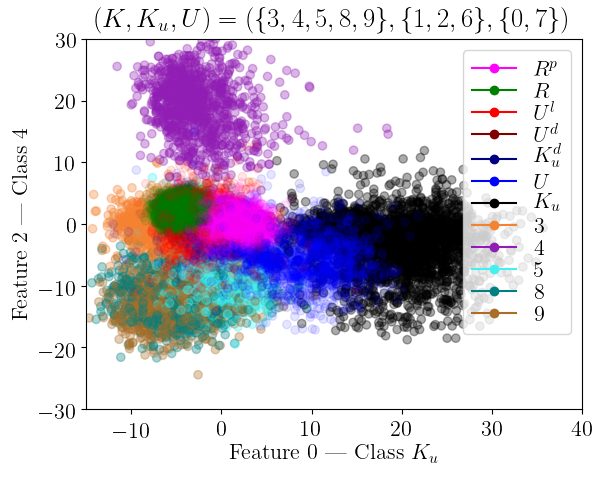 (K, K_u, U) = ({3, 4, 5, 8, 9}, {1, 2, 6}, {0, 7})
30
20
10
0
−10
−20
−30
−10
0
10
20
30
40
Feature 2 — Class 4
Feature 0 — Class K_u
R^p
R
U^l
U^d
K_u^d
U
K_u
3
4
5
8
9